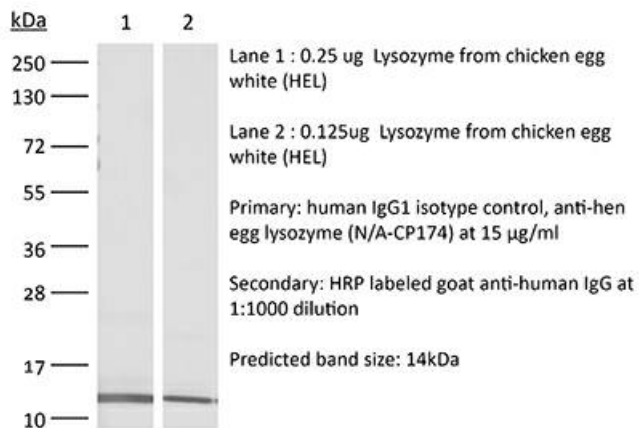 kDa
1 2
250
130
72
55
36
28
17
10
Lane 1 : 0.25 ug Lysozyme from chicken egg
white (HEL)
Lane 2 : 0.125ug Lysozyme from chicken egg
white (HEL)
Primary: human IgG1 isotype control, anti-hen
egg lysozyme (N/A-CP174) at 15 µg/ml
Secondary: HRP labeled goat anti-human IgG at
1:1000 dilution
Predicted band size: 14kDa